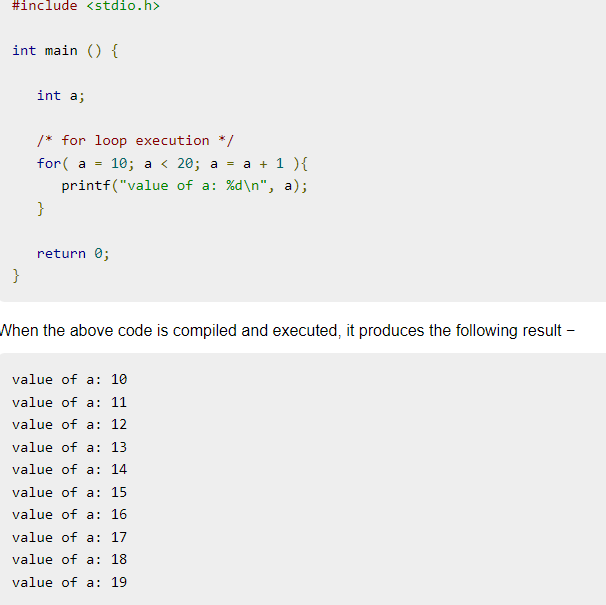 #include <stdio.h>
int main () {
int a;
/* for loop execution */
for( a = 10; a < 20; a = a + 1 ){
printf("value of a: %d\n", a);
}
return 0;
}
When the above code is compiled and executed, it produces the following result −
value of a: 10
value of a: 11
value of a: 12
value of a: 13
value of a: 14
value of a: 15
value of a: 16
value of a: 17
value of a: 18
value of a: 19